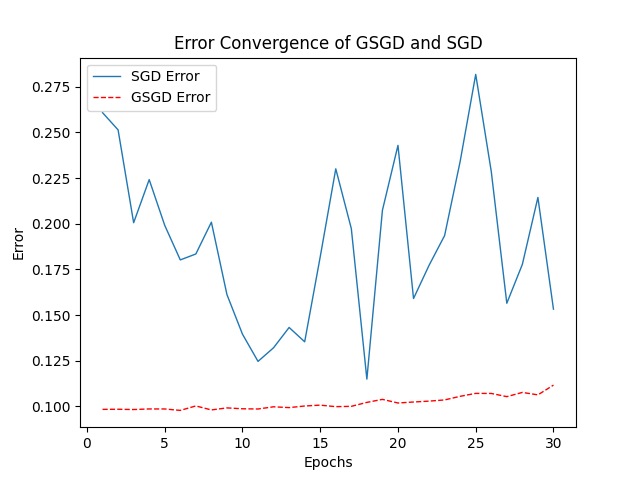 Error Convergence of GSGD and SGD
SGD Error
GSGD Error
0.275
0.250
0.225
0.200
0.175
0.150
0.125
0.100
Error
0 5 10 15 20 25 30
Epochs